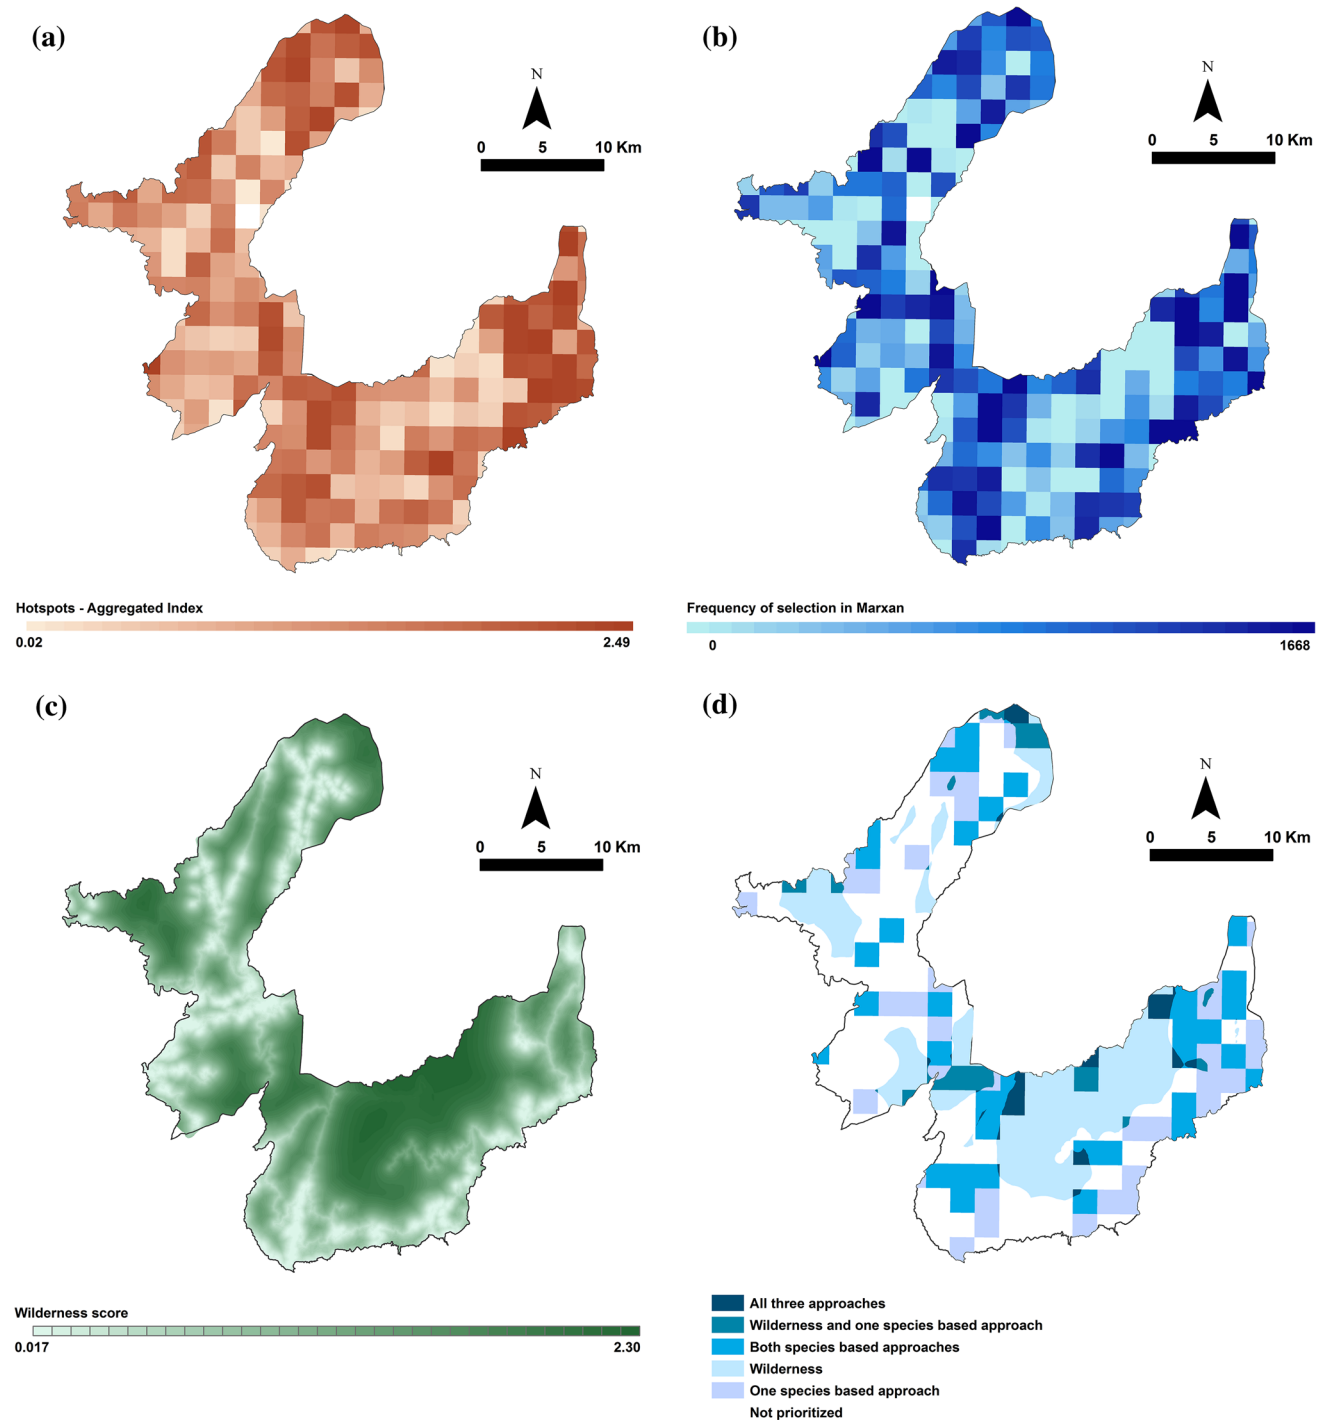 (a)
N
0 5 10 Km
Hotspots - Aggregated Index
0.02 2.49
(b)
N
0 5 10 Km
Frequency of selection in Marxan
0 1668
(c)
N
0 5 10 Km
Wilderness score
0.017 2.30
(d)
N
0 5 10 Km
All three approaches
Wilderness and one species based approach
Both species based approaches
Wilderness
One species based approach
Not prioritized